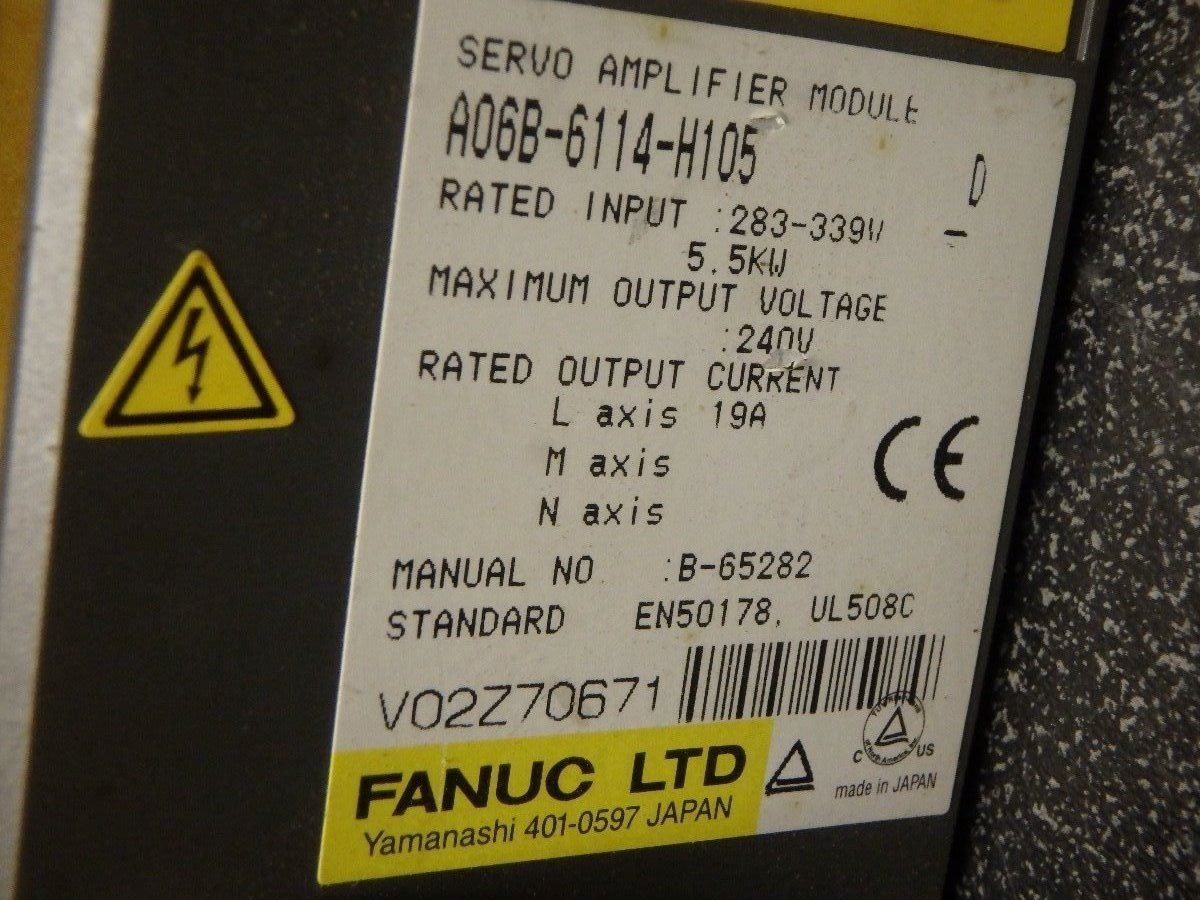 SERVO AMPLIFIER MODULE
A06B-6114-H105
D
RATED INPUT :283-339V _
5.5KW
MAXIMUM OUTPUT VOLTAGE
:240V
RATED OUTPUT CURRENT
L axis 19A
M axis
N axis
CE
MANUAL NO. :B-65282
STANDARD EN50178, UL508C
V02Z70671
FANUC LTD
Yamanashi 401-0597 JAPAN
C US
made in JAPAN